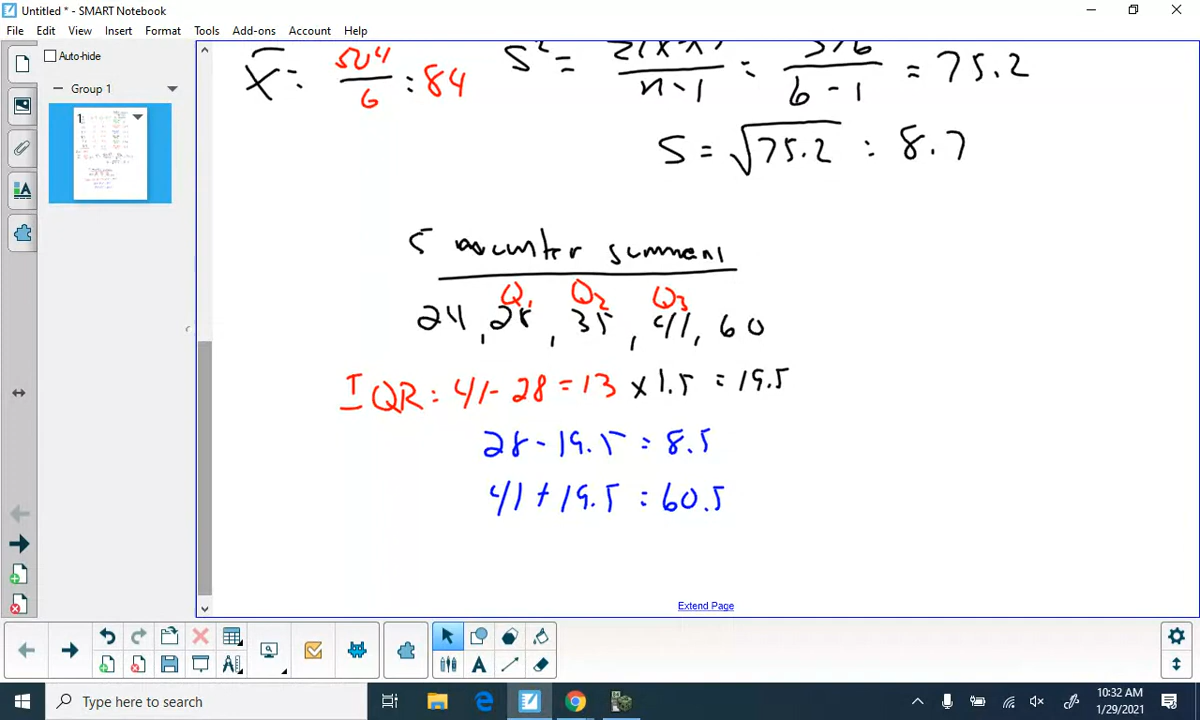 Untitled * - SMART Notebook
File Edit View Insert Format Tools Add-ons Account Help
Auto-hide
Group 1
1
X̄ = 504/6 = 84
S² = Σ(x-x̄)²/n-1 = 376/6-1 = 75.2
S = √75.2 = 8.7
5 number summary
Q1 Q2 Q3
24, 28, 35, 41, 60
IQR = 41 - 28 = 13 x 1.5 = 19.5
28 - 19.5 = 8.5
41 + 19.5 = 60.5
Extend Page
Type here to search
10:32 AM
1/29/2021